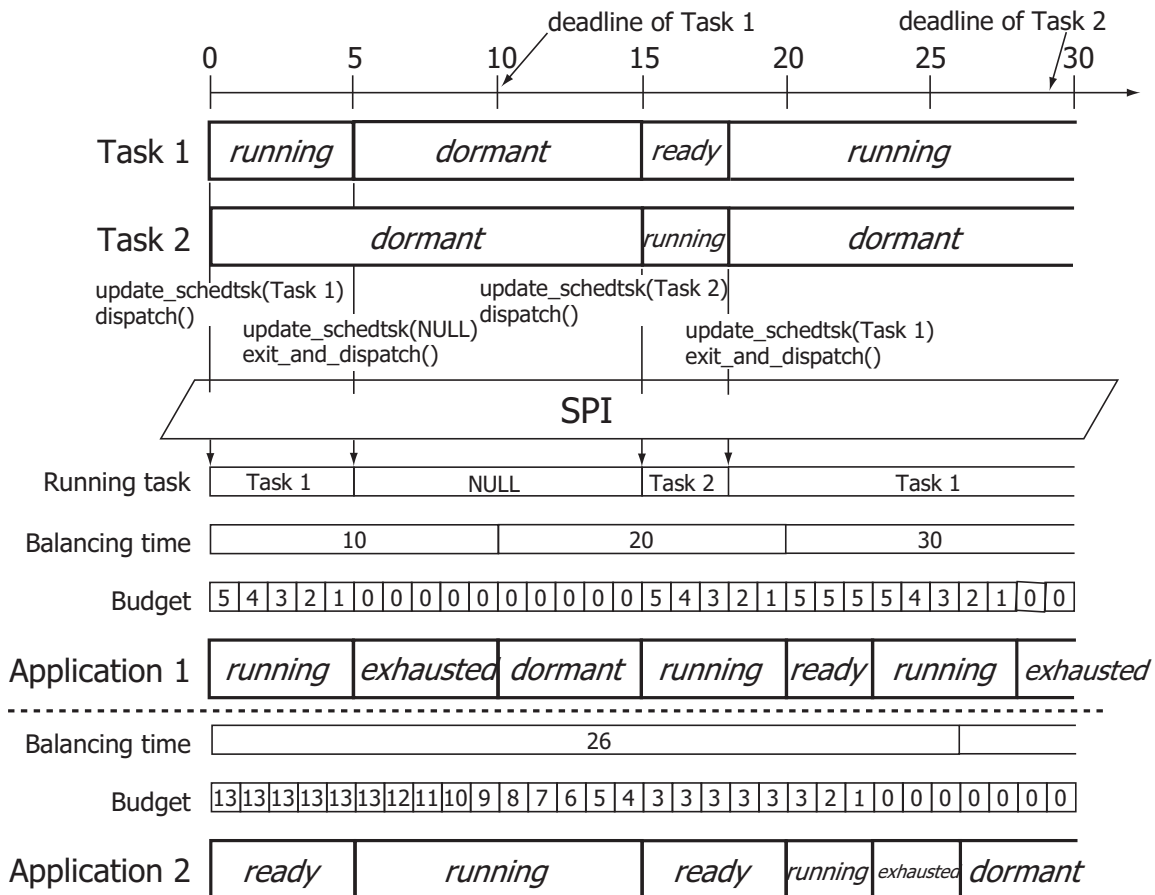 deadline of Task 1 deadline of Task 2
0 5 10 15 20 25 30
Task 1 running dormant ready running
Task 2 dormant running dormant
update_schedtsk(Task 1) update_schedtsk(Task 2)
dispatch() dispatch()
update_schedtsk(NULL) update_schedtsk(Task 1)
exit_and_dispatch() exit_and_dispatch()
SPI
Running task Task 1 NULL Task 2 Task 1
Balancing time 10 20 30
Budget 5 4 3 2 1 0 0 0 0 0 0 0 0 0 0 5 4 3 2 1 5 5 5 5 4 3 2 1 0 0
Application 1 running exhausted dormant running ready running exhausted
Balancing time 26
Budget 13 13 13 13 13 13 12 11 10 9 8 7 6 5 4 3 3 3 3 3 3 2 1 0 0 0 0 0 0 0
Application 2 ready running ready running exhausted dormant